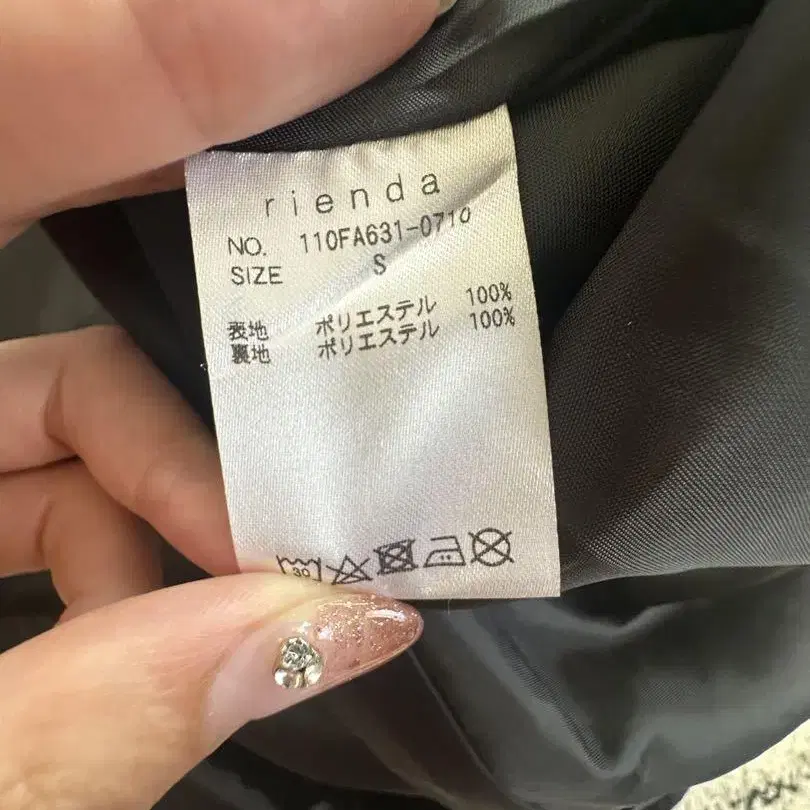 rienda
NO. 110FA631-0710
SIZE S
表地 ポリエステル 100%
裏地 ポリエステル 100%
30